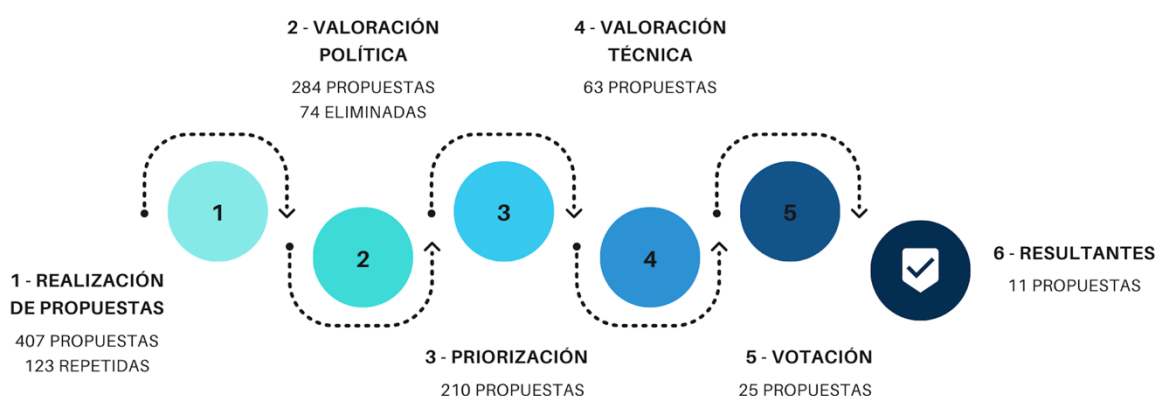 1 - REALIZACIÓN
DE PROPUESTAS
407 PROPUESTAS
123 REPETIDAS
1
2 - VALORACIÓN
POLÍTICA
284 PROPUESTAS
74 ELIMINADAS
2
3
3 - PRIORIZACIÓN
210 PROPUESTAS
4 - VALORACIÓN
TÉCNICA
63 PROPUESTAS
4
5
5 - VOTACIÓN
25 PROPUESTAS
6 - RESULTANTES
11 PROPUESTAS